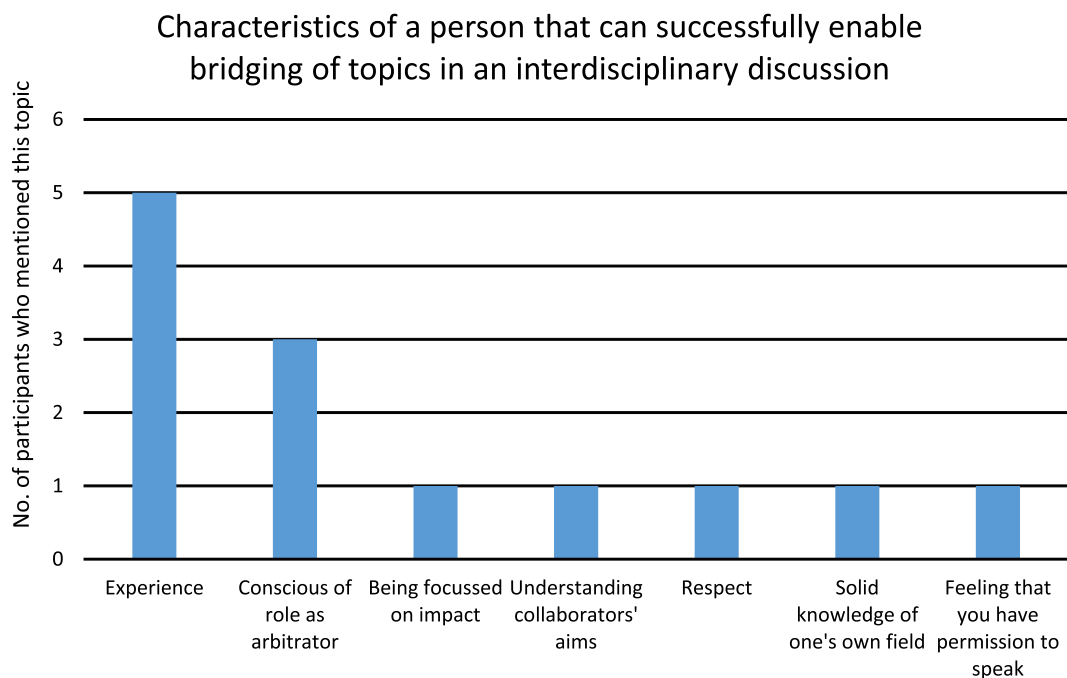 Characteristics of a person that can successfully enable
bridging of topics in an interdisciplinary discussion
No. of participants who mentioned this topic
6
5
4
3
2
1
0
Experience
Conscious of
role as
arbitrator
Being focussed
on impact
Understanding
collaborators'
aims
Respect
Solid
knowledge of
one's own field
Feeling that
you have
permission to
speak